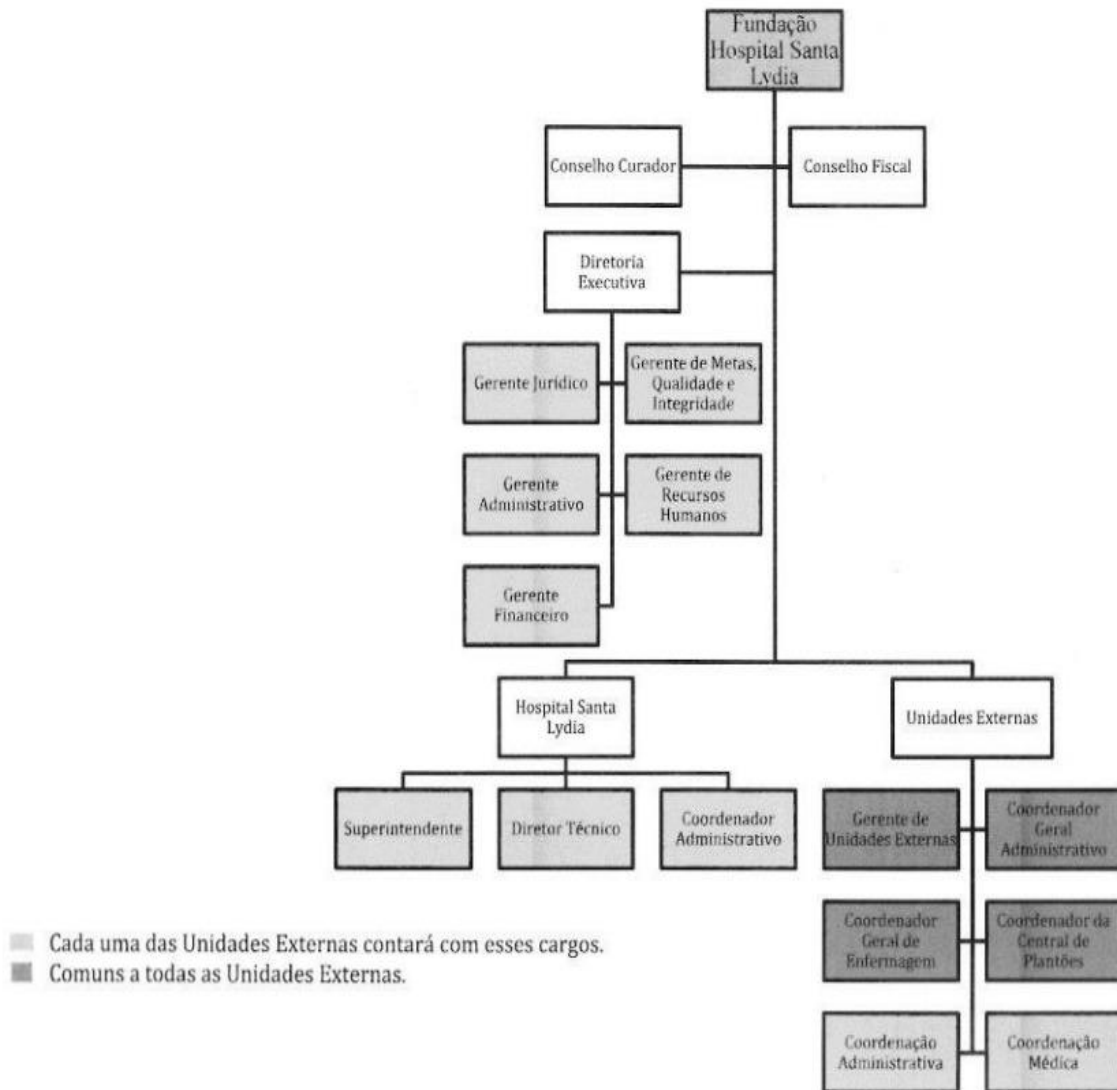 Fundação
Hospital Santa
Lydia
Conselho Curador
Conselho Fiscal
Diretoria
Executiva
Gerente Jurídico
Gerente de Metas,
Qualidade e
Integridade
Gerente
Administrativo
Gerente de
Recursos
Humanos
Gerente
Financeiro
Hospital Santa
Lydia
Unidades Externas
Superintendente
Diretor Técnico
Coordenador
Administrativo
Gerente de
Unidades Externas
Coordenador
Geral
Administrativo
Coordenador
Geral de
Enfermagem
Coordenador da
Central de
Plantões
Cada uma das Unidades Externas contará com esses cargos.
Comuns a todas as Unidades Externas.
Coordenação
Administrativa
Coordenação
Médica